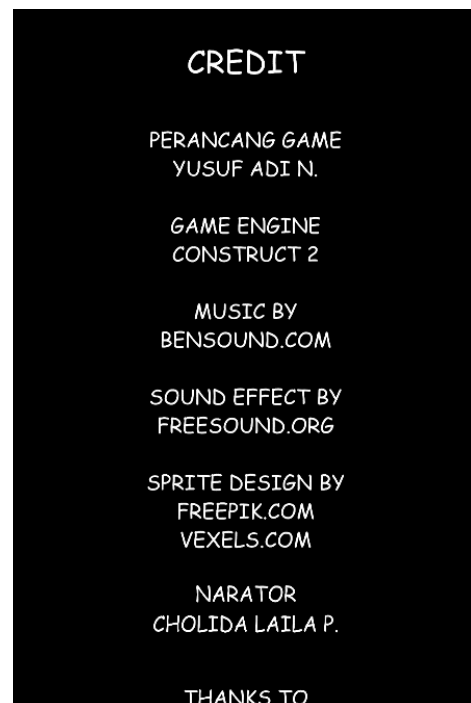 CREDIT
PERANCANG GAME
YUSUF ADI N.
GAME ENGINE
CONSTRUCT 2
MUSIC BY
BENSOUND.COM
SOUND EFFECT BY
FREESOUND.ORG
SPRITE DESIGN BY
FREEPIK.COM
VEXELS.COM
NARATOR
CHOLIDA LAILA P.
THANKS TO